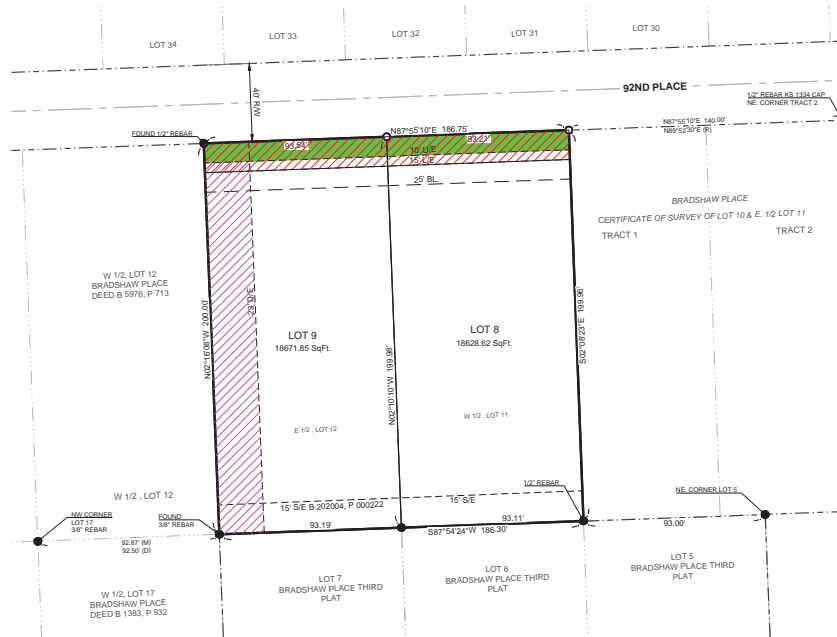 LOT 34
LOT 33
LOT 32
LOT 31
LOT 30
40' R/W
92ND PLACE
1/2" REBAR KS 1334 CAP
NE. CORNER TRACT 2
FOUND 1/2" REBAR
N87°55'10"E 186.75'
N87°55'10"E 140.00'
N89°52'30"E (R)
93.54'
93.21'
10' U/E
15' L/E
25' BL.
BRADSHAW PLACE
CERTIFICATE OF SURVEY OF LOT 10 & E. 1/2 LOT 11
TRACT 1
TRACT 2
W 1/2, LOT 12
BRADSHAW PLACE
DEED B 5976, P 713
N02°16'08"W 200.00'
23' D/E
LOT 9
18671.85 SqFt.
N02°10'10"W 199.98'
LOT 8
18628.62 SqFt.
S02°08'23"E 199.96'
E 1/2 , LOT 12
W 1/2, LOT 11
W 1/2 , LOT 12
NW CORNER
LOT 17
3/8" REBAR
FOUND
3/8" REBAR
15' S/E B 202004, P 000222
15' S/E
1/2" REBAR
NE. CORNER LOT 5
93.19'
93.11'
S87°54'24"W 186.30'
93.00'
92.87' (M)
92.50' (D)
W 1/2, LOT 17
BRADSHAW PLACE
DEED B 1383, P 932
LOT 7
BRADSHAW PLACE THIRD
PLAT
LOT 6
BRADSHAW PLACE THIRD
PLAT
LOT 5
BRADSHAW PLACE THIRD
PLAT